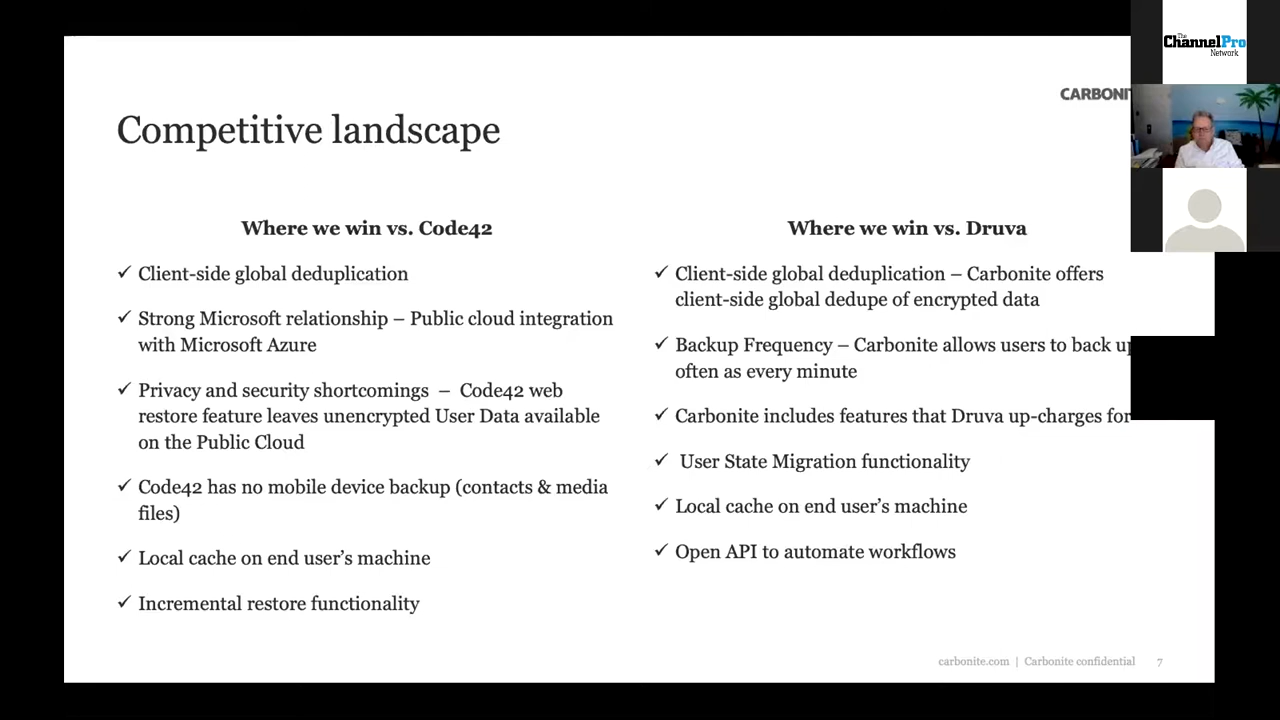 The
ChannelPro
Network
CARBONI
Competitive landscape
Where we win vs. Code42
✓ Client-side global deduplication
✓ Strong Microsoft relationship – Public cloud integration
with Microsoft Azure
✓ Privacy and security shortcomings – Code42 web
restore feature leaves unencrypted User Data available
on the Public Cloud
✓ Code42 has no mobile device backup (contacts & media
files)
✓ Local cache on end user’s machine
✓ Incremental restore functionality
Where we win vs. Druva
✓ Client-side global deduplication – Carbonite offers
client-side global dedupe of encrypted data
✓ Backup Frequency – Carbonite allows users to back up
often as every minute
✓ Carbonite includes features that Druva up-charges for
✓ User State Migration functionality
✓ Local cache on end user’s machine
✓ Open API to automate workflows
carbonite.com | Carbonite confidential 7